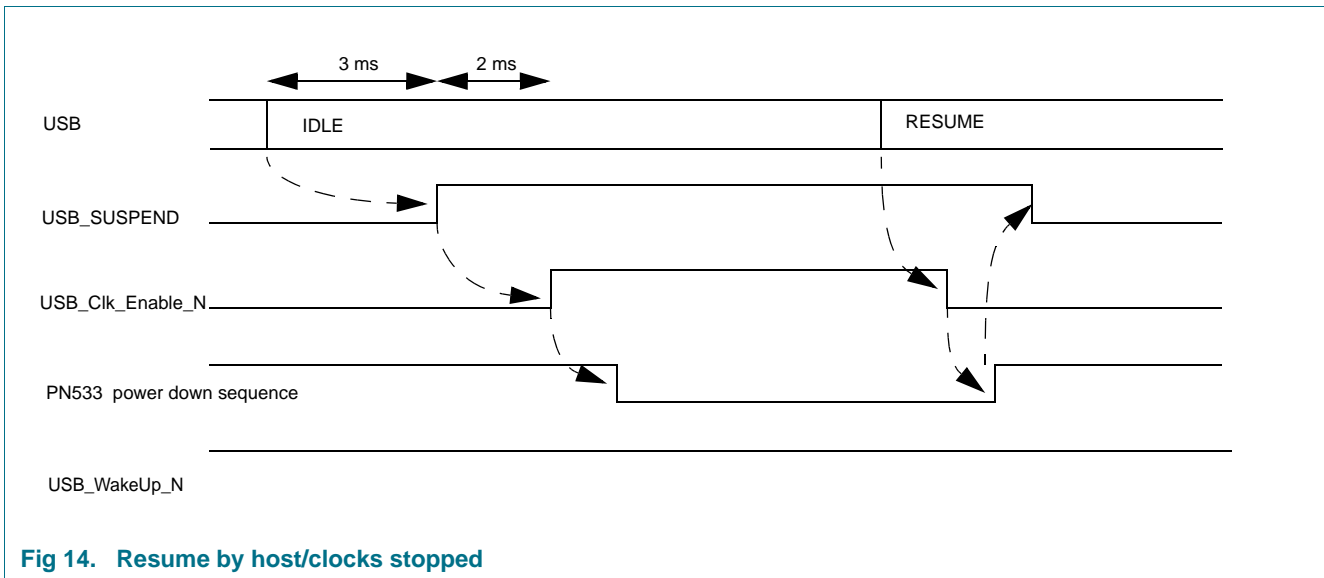 3 ms
2 ms
USB
IDLE
RESUME
USB_SUSPEND
USB_Clk_Enable_N
PN533 power down sequence
USB_WakeUp_N
Fig 14. Resume by host/clocks stopped